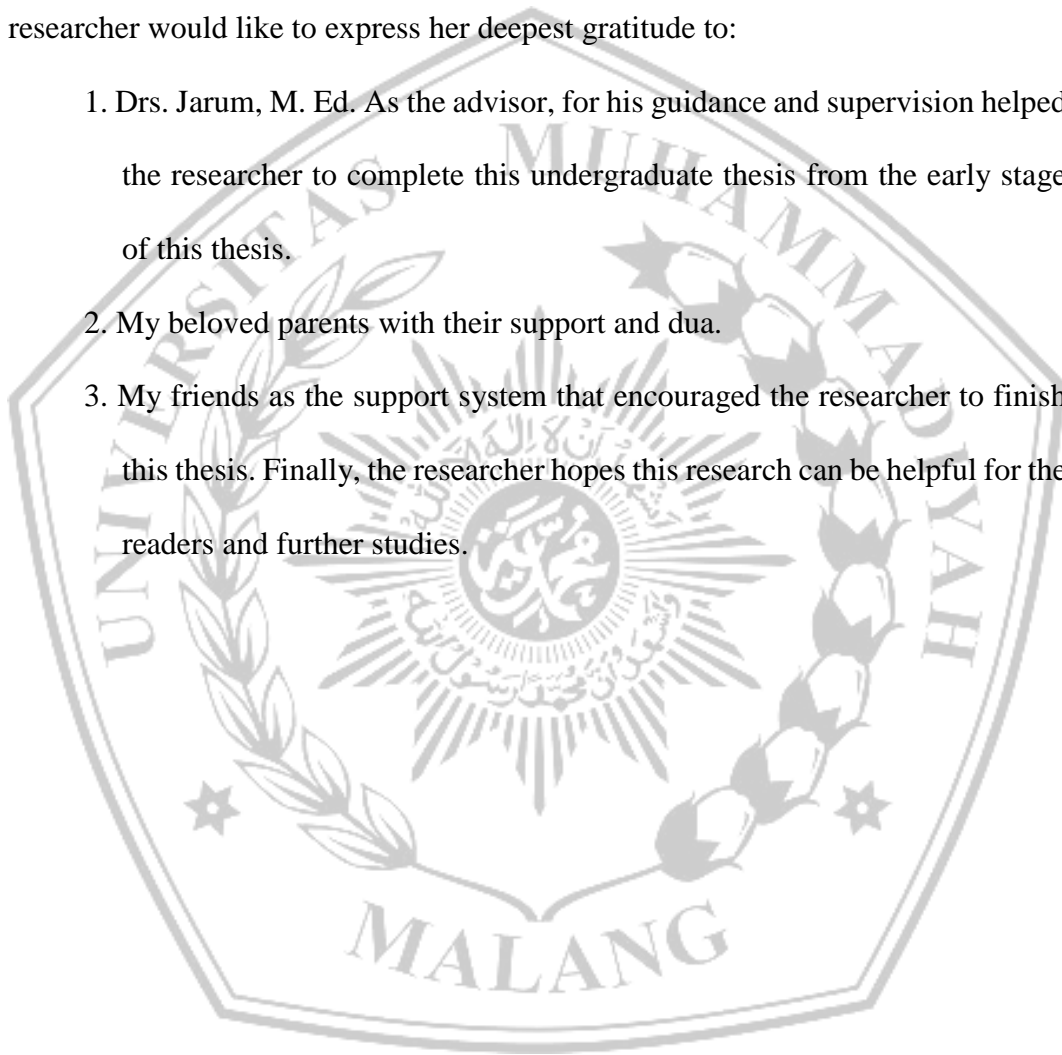 researcher would like to express her deepest gratitude to:
1. Drs. Jarum, M. Ed. As the advisor, for his guidance and supervision helped
the researcher to complete this undergraduate thesis from the early stage
of this thesis.
2. My beloved parents with their support and dua.
3. My friends as the support system that encouraged the researcher to finish
this thesis. Finally, the researcher hopes this research can be helpful for the
readers and further studies.
UNIVERSITAS MUHAMMADIYAH
MALANG